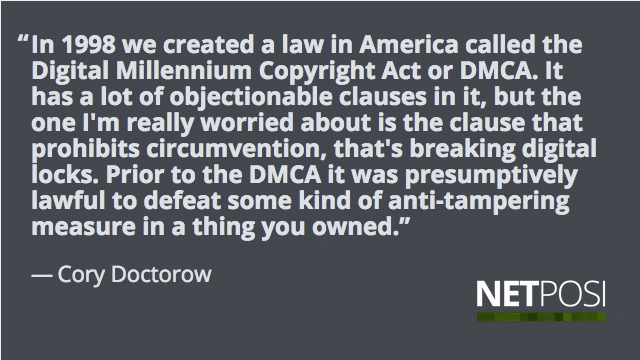 “In 1998 we created a law in America called the
Digital Millennium Copyright Act or DMCA. It
has a lot of objectionable clauses in it, but the
one I'm really worried about is the clause that
prohibits circumvention, that's breaking digital
locks. Prior to the DMCA it was presumptively
lawful to defeat some kind of anti-tampering
measure in a thing you owned.”
— Cory Doctorow
NETPOSI